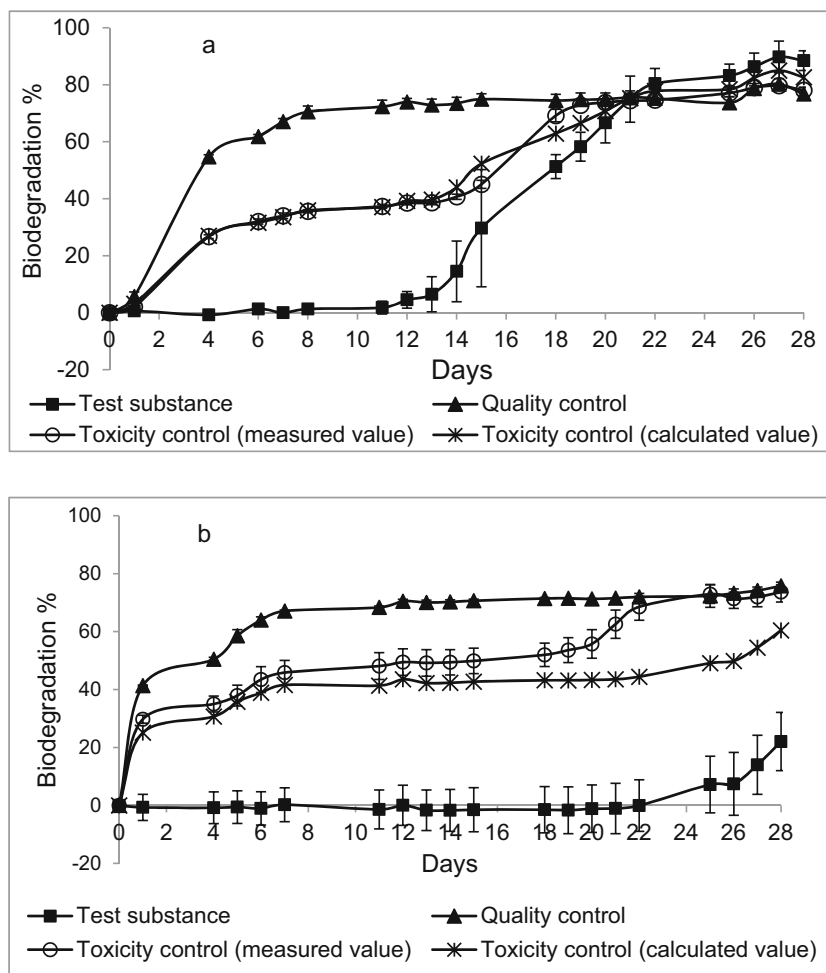 a
100
80
60
40
20
0
-20
Biodegradation %
0 2 4 6 8 10 12 14 16 18 20 22 24 26 28
Days
Test substance Quality control
Toxicity control (measured value) Toxicity control (calculated value)
b
100
80
60
40
20
0
-20
Biodegradation %
0 2 4 6 8 10 12 14 16 18 20 22 24 26 28
Days
Test substance Quality control
Toxicity control (measured value) Toxicity control (calculated value)